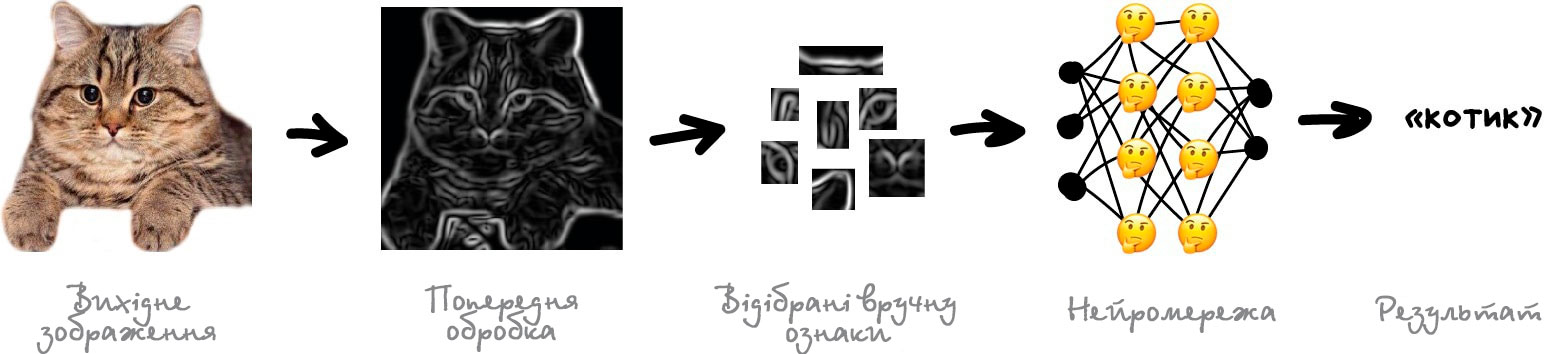 «котик»
Вихідне
зображення
Попередня
обробка
Відібрані вручну
ознаки
Нейромережа
Результат